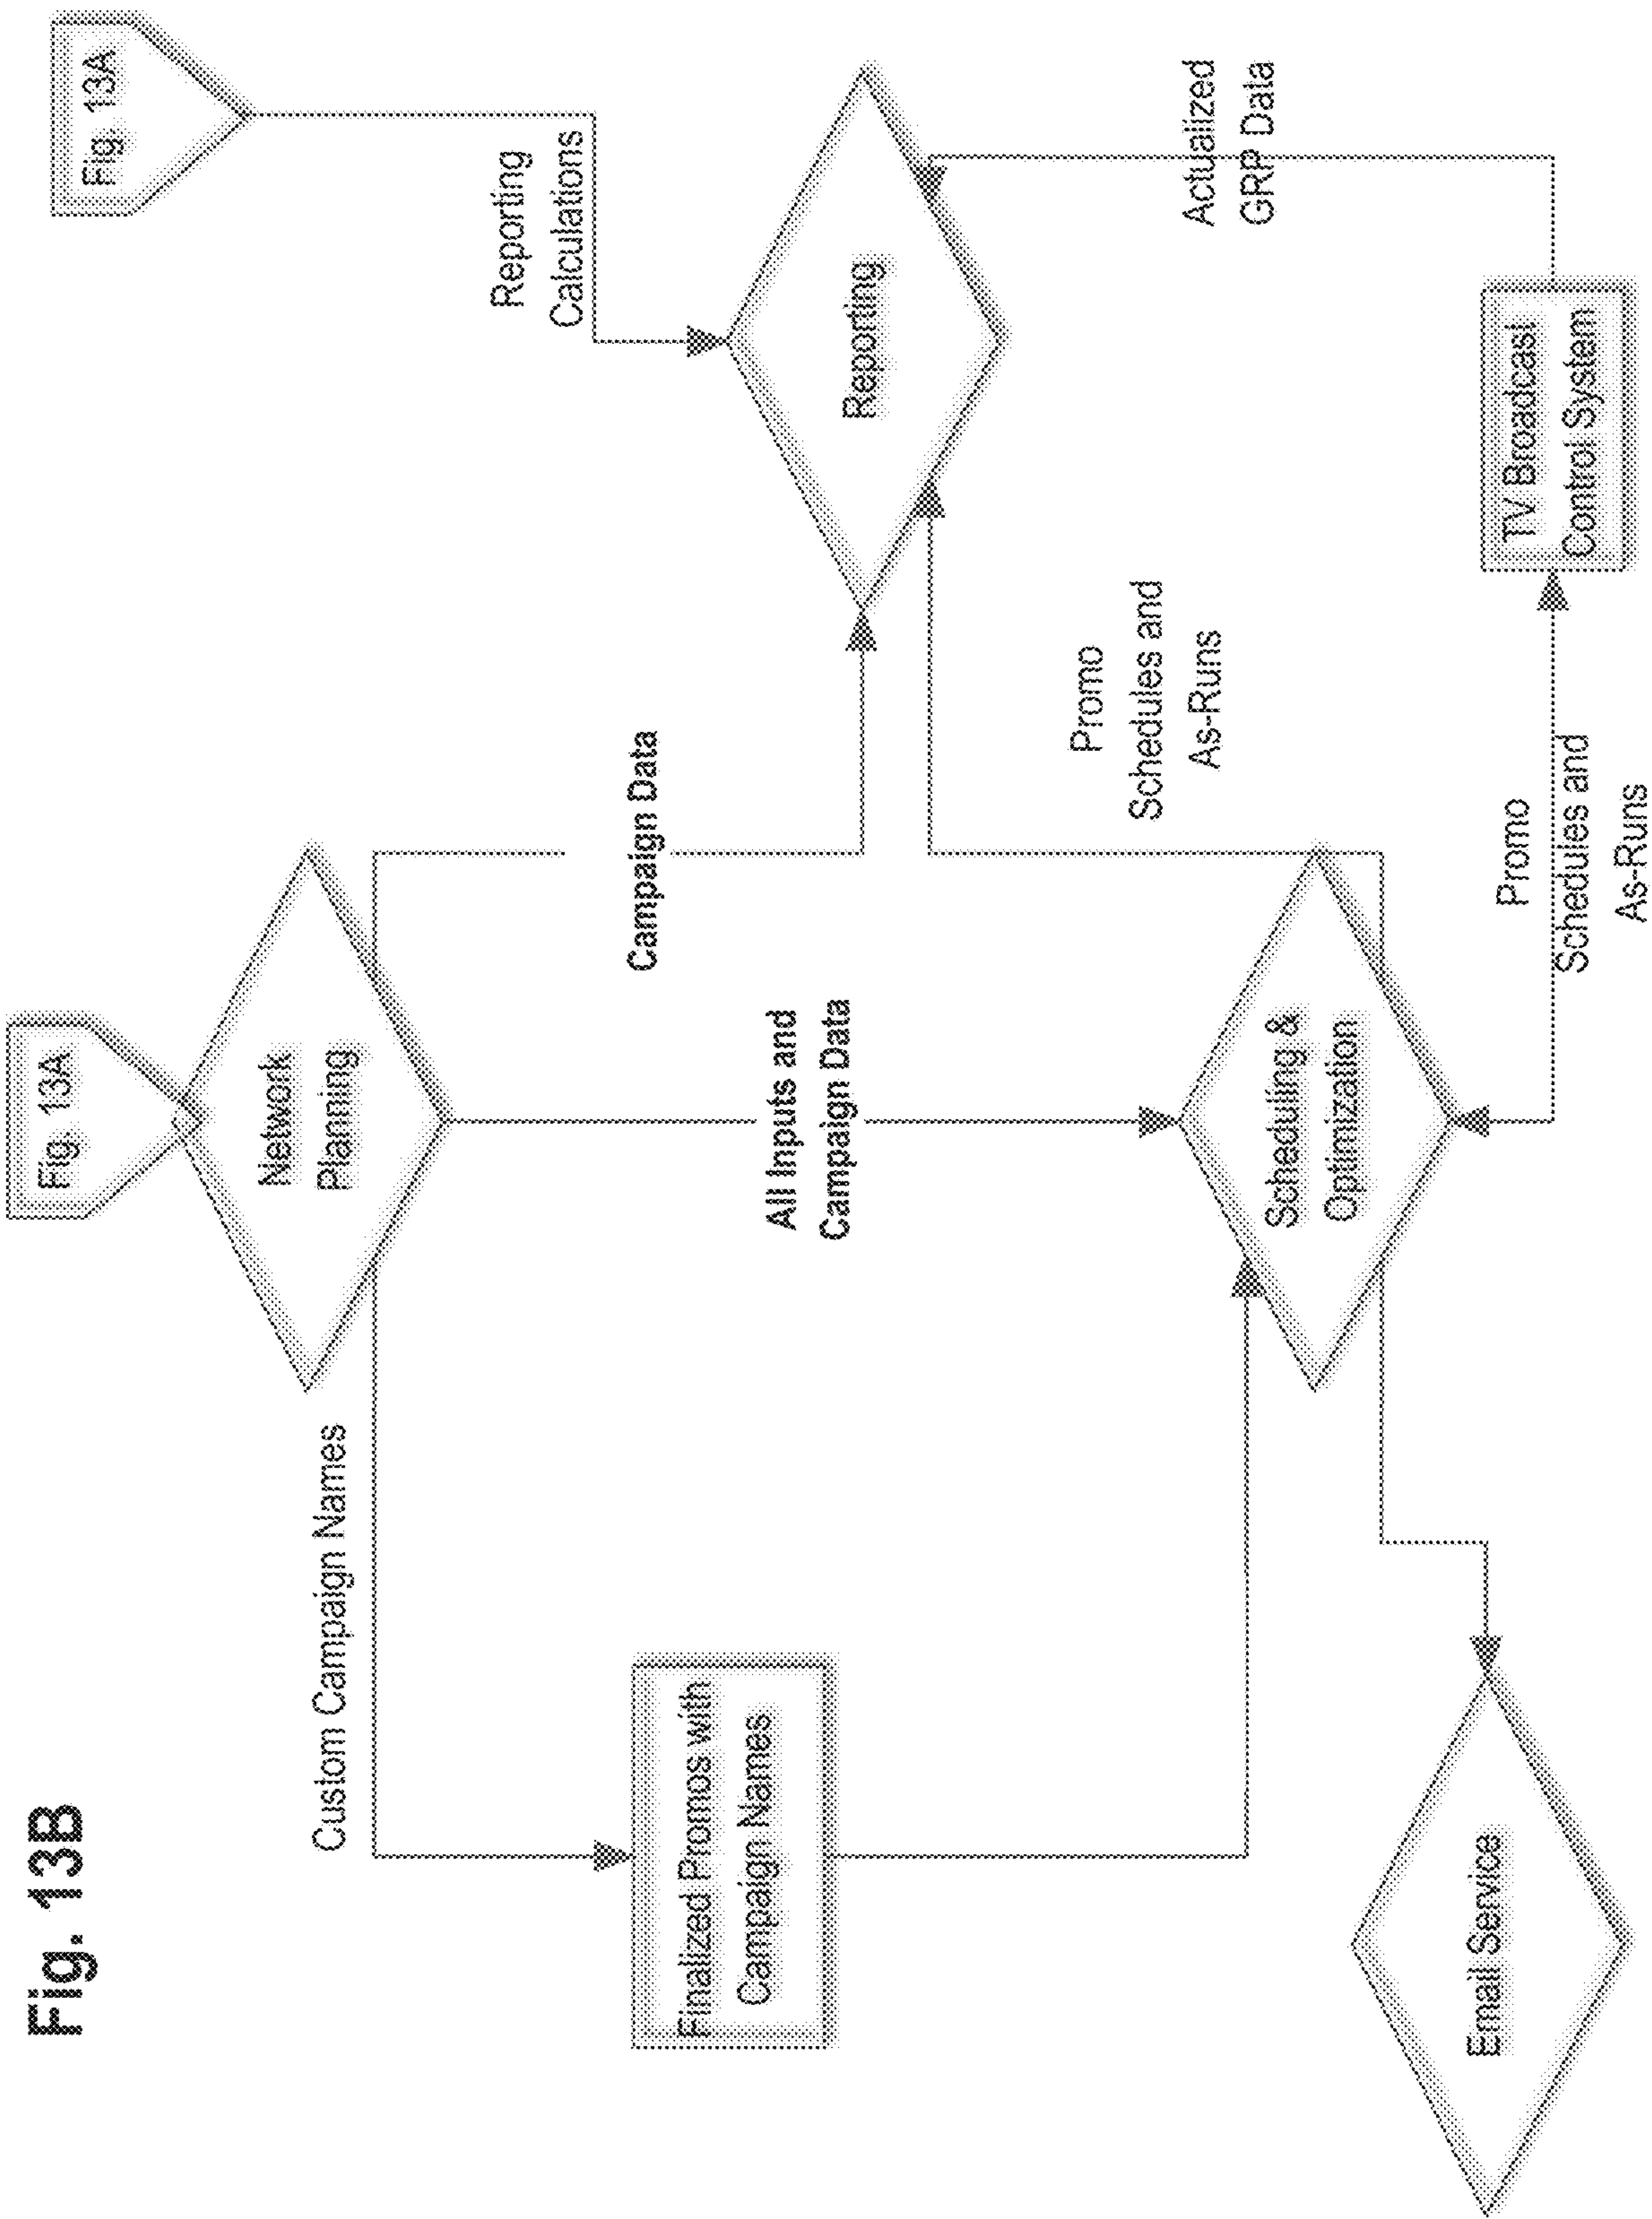 Fig. 13B
Fig. 13A
Fig. 13A
Network
Planning
Custom Campaign Names
Reporting
Calculations
Campaign Data
Finalized Promos with
Campaign Names
All Inputs and
Campaign Data
Reporting
Promo
Schedules and
As-Runs
Actualized
GRP Data
Scheduling &
Optimization
Email Service
Promo
Schedules and
As-Runs
TV Broadcast
Control System